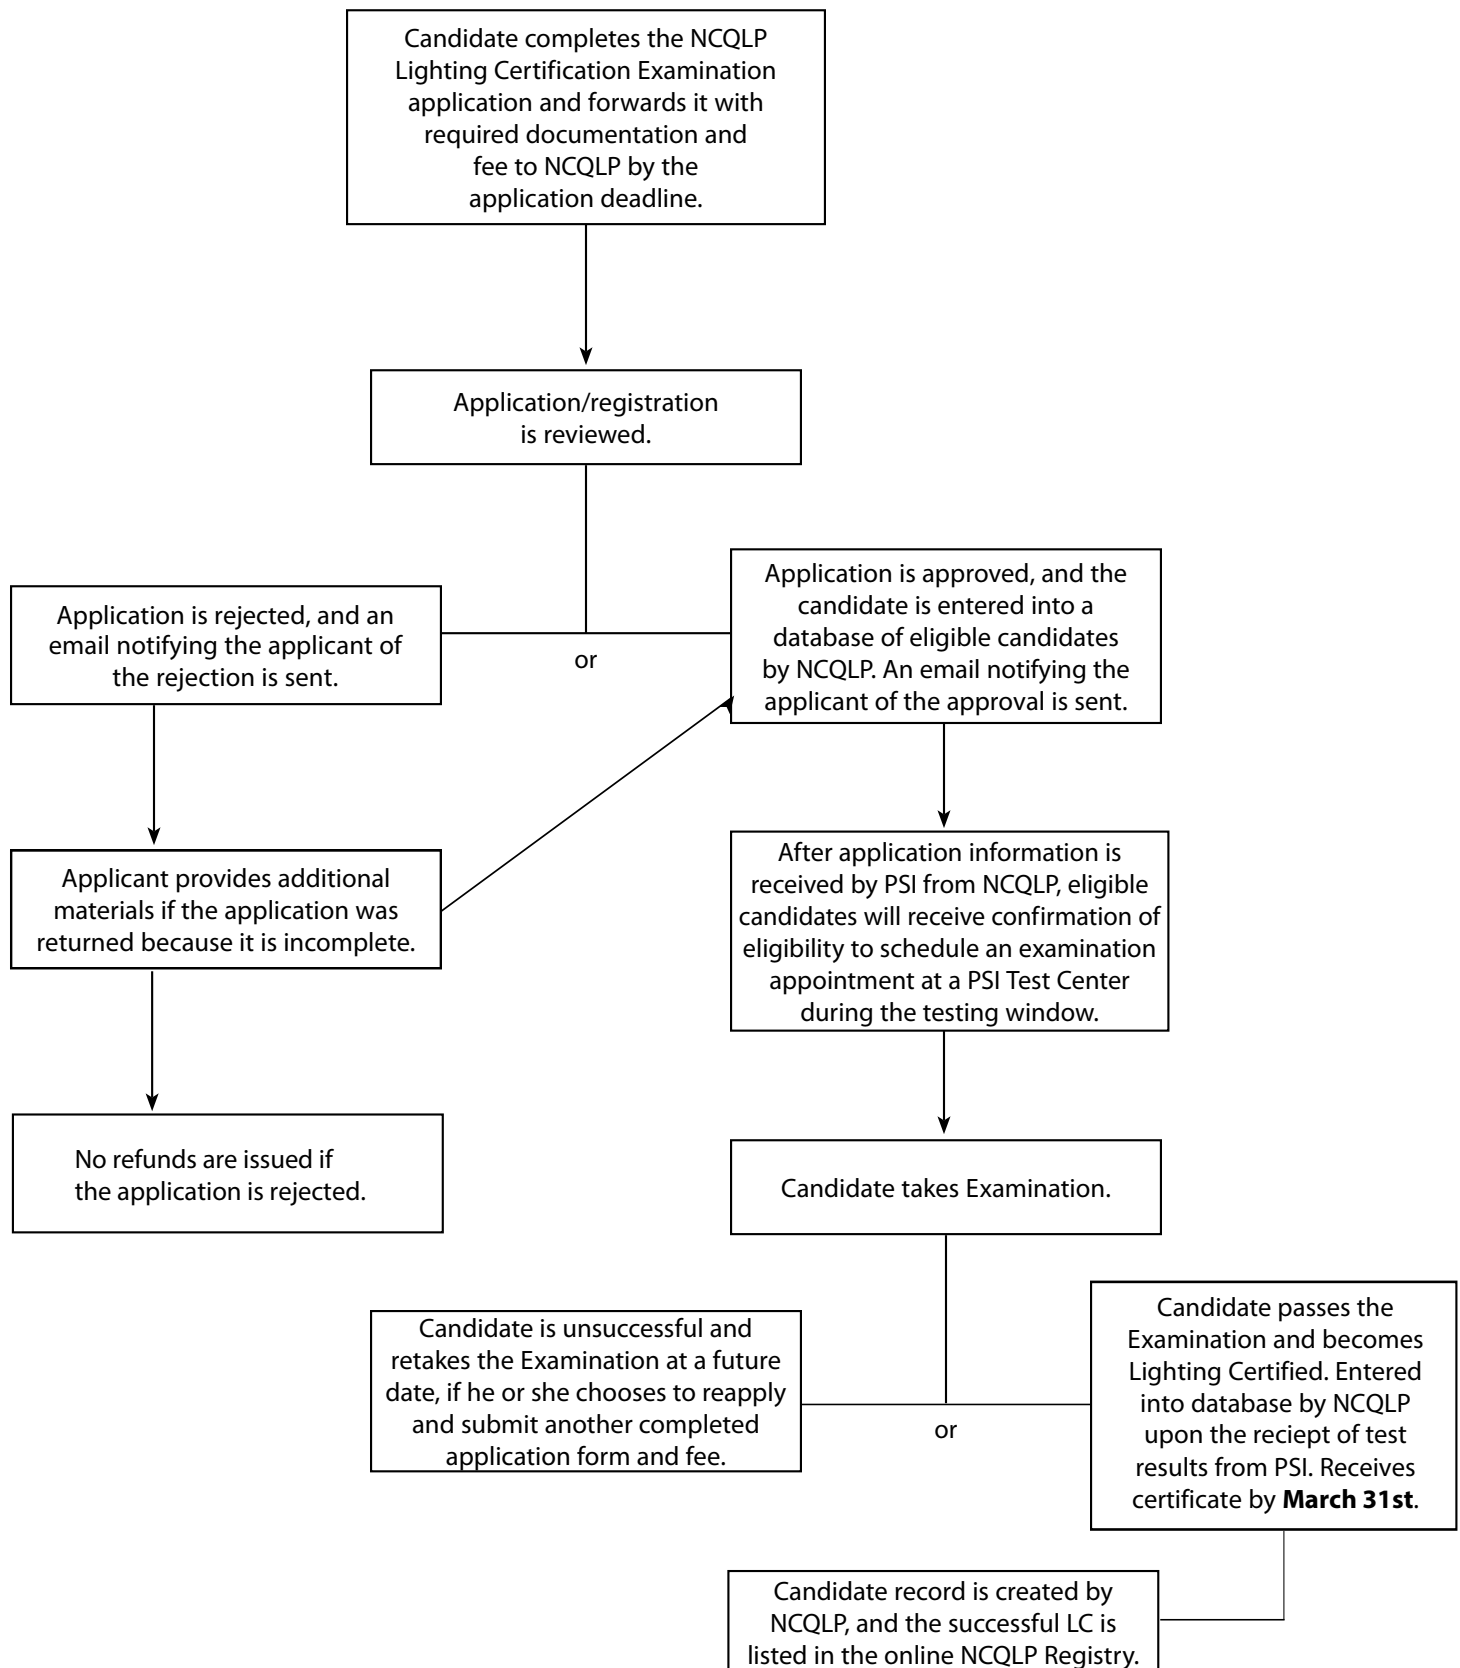 Candidate completes the NCQLP
Lighting Certification Examination
application and forwards it with
required documentation and
fee to NCQLP by the
application deadline.
Application/registration
is reviewed.
Application is rejected, and an
email notifying the applicant of
the rejection is sent.
or
Application is approved, and the
candidate is entered into a
database of eligible candidates
by NCQLP. An email notifying the
applicant of the approval is sent.
Applicant provides additional
materials if the application was
returned because it is incomplete.
After application information is
received by PSI from NCQLP, eligible
candidates will receive confirmation of
eligibility to schedule an examination
appointment at a PSI Test Center
during the testing window.
No refunds are issued if
the application is rejected.
Candidate takes Examination.
Candidate is unsuccessful and
retakes the Examination at a future
date, if he or she chooses to reapply
and submit another completed
application form and fee.
or
Candidate passes the
Examination and becomes
Lighting Certified. Entered
into database by NCQLP
upon the reciept of test
results from PSI. Receives
certificate by March 31st.
Candidate record is created by
NCQLP, and the successful LC is
listed in the online NCQLP Registry.